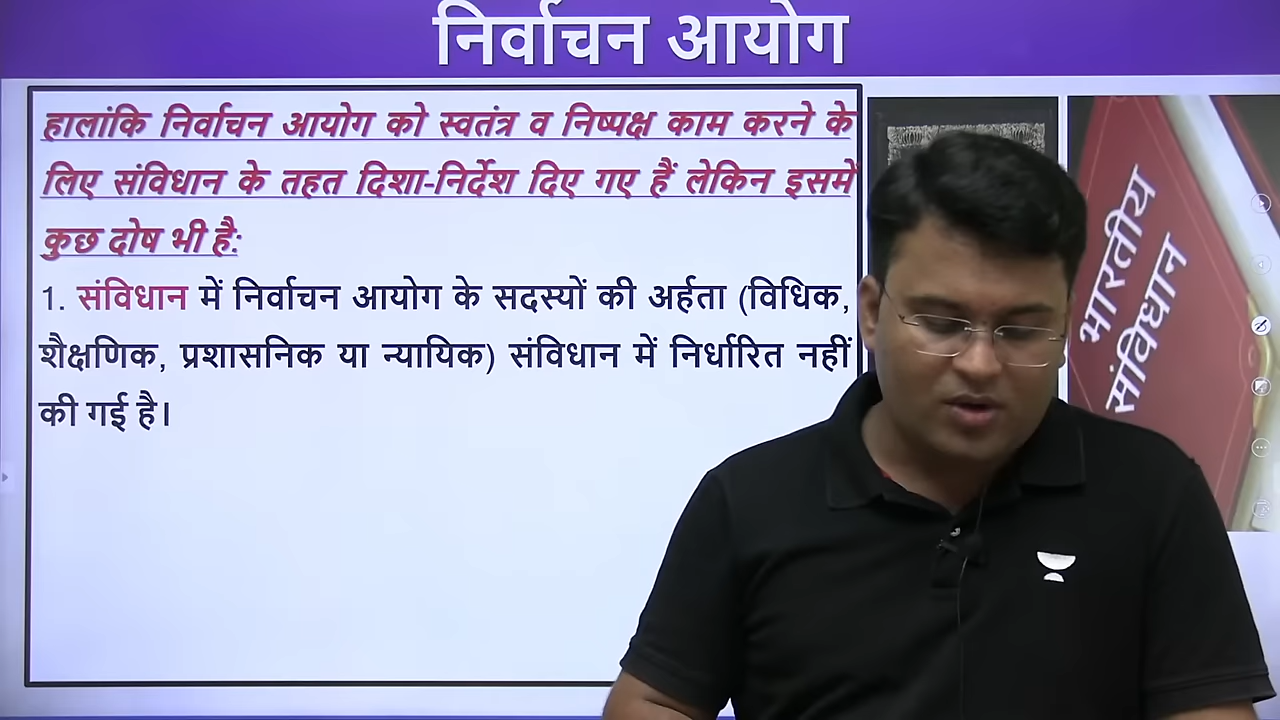 निर्वाचन आयोग
हालांकि निर्वाचन आयोग को स्वतंत्र व निष्पक्ष काम करने के
लिए संविधान के तहत दिशा-निर्देश दिए गए हैं लेकिन इसमें
कुछ दोष भी है:
1. संविधान में निर्वाचन आयोग के सदस्यों की अर्हता (विधिक,
शैक्षणिक, प्रशासनिक या न्यायिक) संविधान में निर्धारित नहीं
की गई है।
भारतीय
संविधान